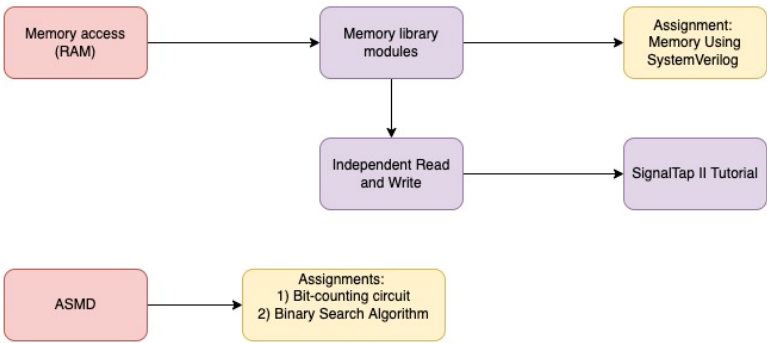 Memory access
(RAM)
Memory library
modules
Assignment:
Memory Using
SystemVerilog
Independent Read
and Write
SignalTap II Tutorial
ASMD
Assignments:
1) Bit-counting circuit
2) Binary Search Algorithm